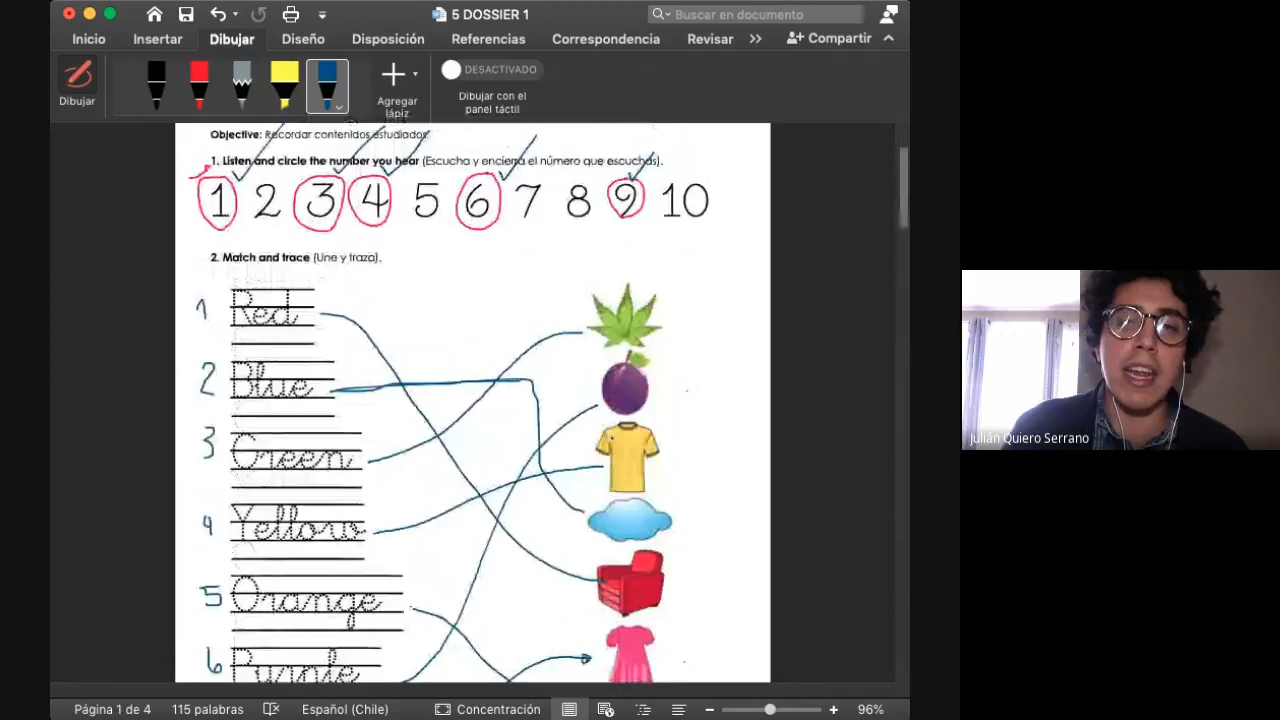 5 DOSSIER 1
Buscar en documento
Inicio Insertar Dibujar Diseño Disposición Referencias Correspondencia Revisar >> Compartir
DESACTIVADO
Dibujar
Agregar lápiz
Dibujar con el panel táctil
Objective: Recordar contenidos estudiados.
1. Listen and circle the number you hear (Escucha y encierra el número que escuchas).
1 2 3 4 5 6 7 8 9 10
2. Match and trace (Une y traza).
1 Red
2 Blue
3 Green
4 Yellow
5 Orange
6 Purple
Julián Quiero Serrano
Página 1 de 4 115 palabras Español (Chile) Concentración 96%